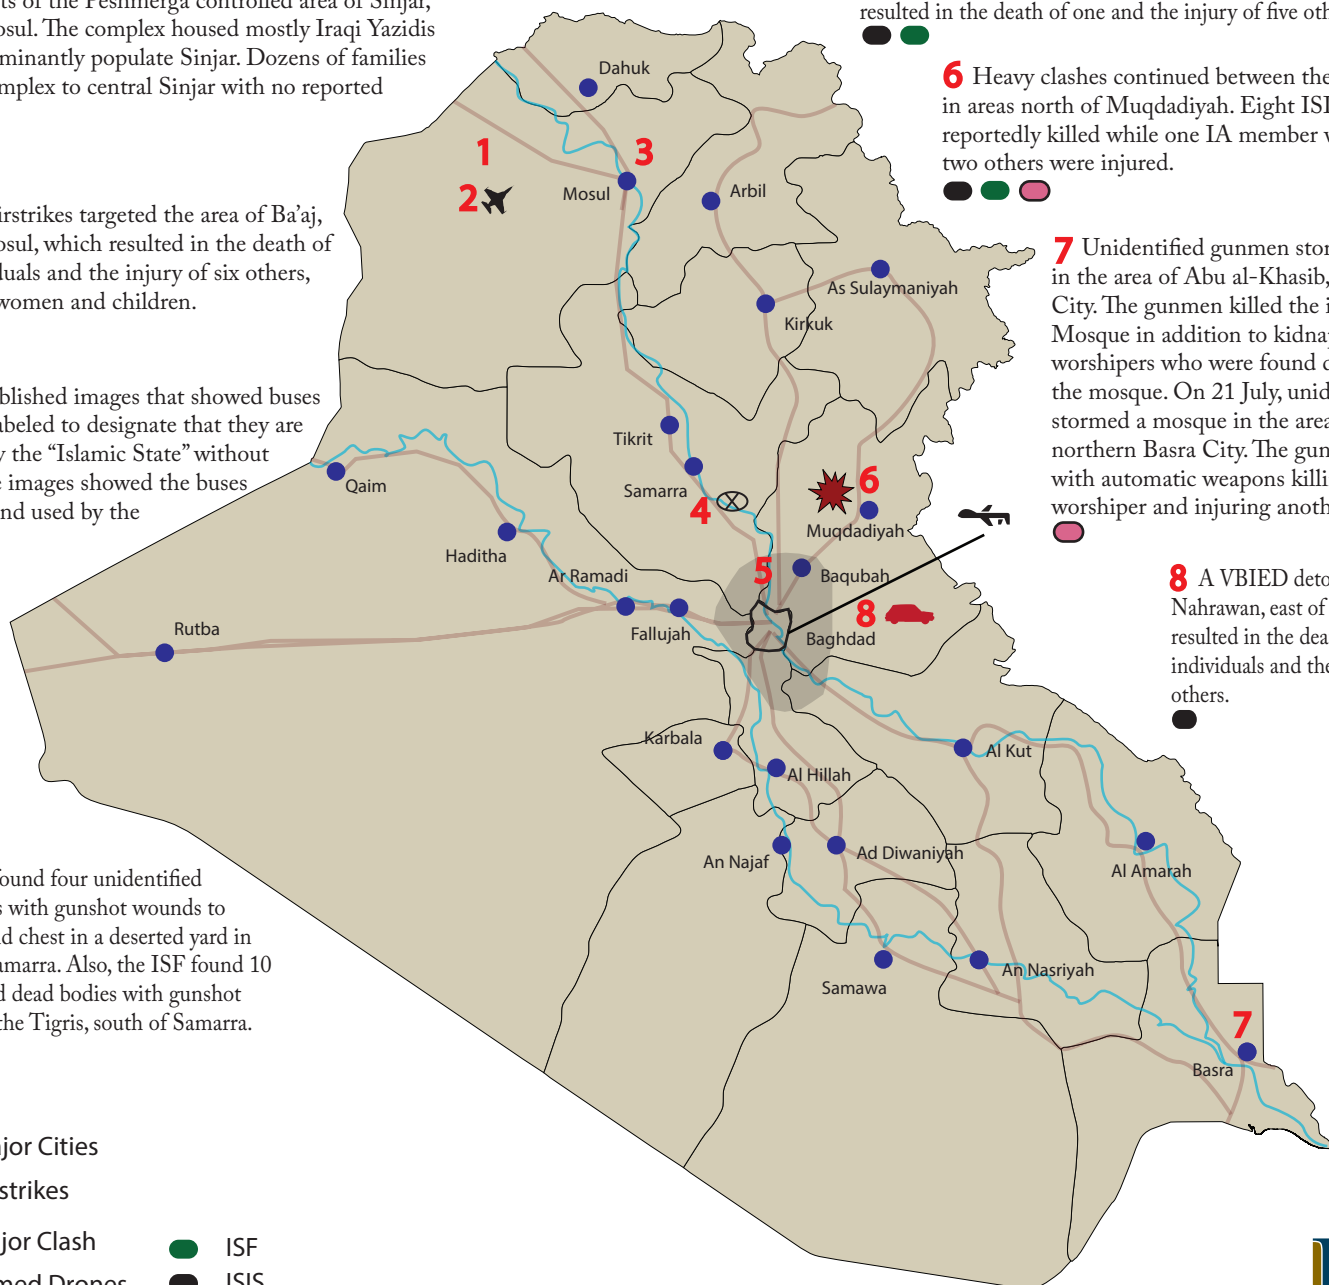 ts of the Peshmerga controlled area of Sinjar,
osul. The complex housed mostly Iraqi Yazidis
minantly populate Sinjar. Dozens of families
mplex to central Sinjar with no reported
irstrikes targeted the area of Ba’aj,
osul, which resulted in the death of
duals and the injury of six others,
women and children.
blished images that showed buses
abeled to designate that they are
y the “Islamic State” without
e images showed the buses
nd used by the
ound four unidentified
s with gunshot wounds to
d chest in a deserted yard in
amarra. Also, the ISF found 10
d dead bodies with gunshot
the Tigris, south of Samarra.
jor Cities
strikes
jor Clash
med Drones
ISF
ISIS
Dahuk
1
2
3
Mosul
Arbil
As Sulaymaniyah
Kirkuk
Tikrit
Samarra
4
6
Muqdadiyah
Qaim
Haditha
Ar Ramadi
Fallujah
5
Baqubah
8
Baghdad
Rutba
Karbala
Al Hillah
Al Kut
An Najaf
Ad Diwaniyah
Al Amarah
Samawa
An Nasriyah
7
Basra
resulted in the death of one and the injury of five oth
6 Heavy clashes continued between the
in areas north of Muqdadiyah. Eight ISI
reportedly killed while one IA member w
two others were injured.
7 Unidentified gunmen stor
in the area of Abu al-Khasib,
City. The gunmen killed the i
Mosque in addition to kidna
worshipers who were found d
the mosque. On 21 July, unid
stormed a mosque in the area
northern Basra City. The gun
with automatic weapons killi
worshiper and injuring anoth
8 A VBIED deto
Nahrawan, east of
resulted in the dea
individuals and the
others.